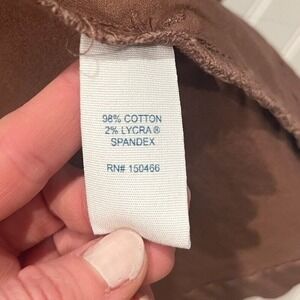 98% COTTON
2% LYCRA®
SPANDEX
RN# 150466